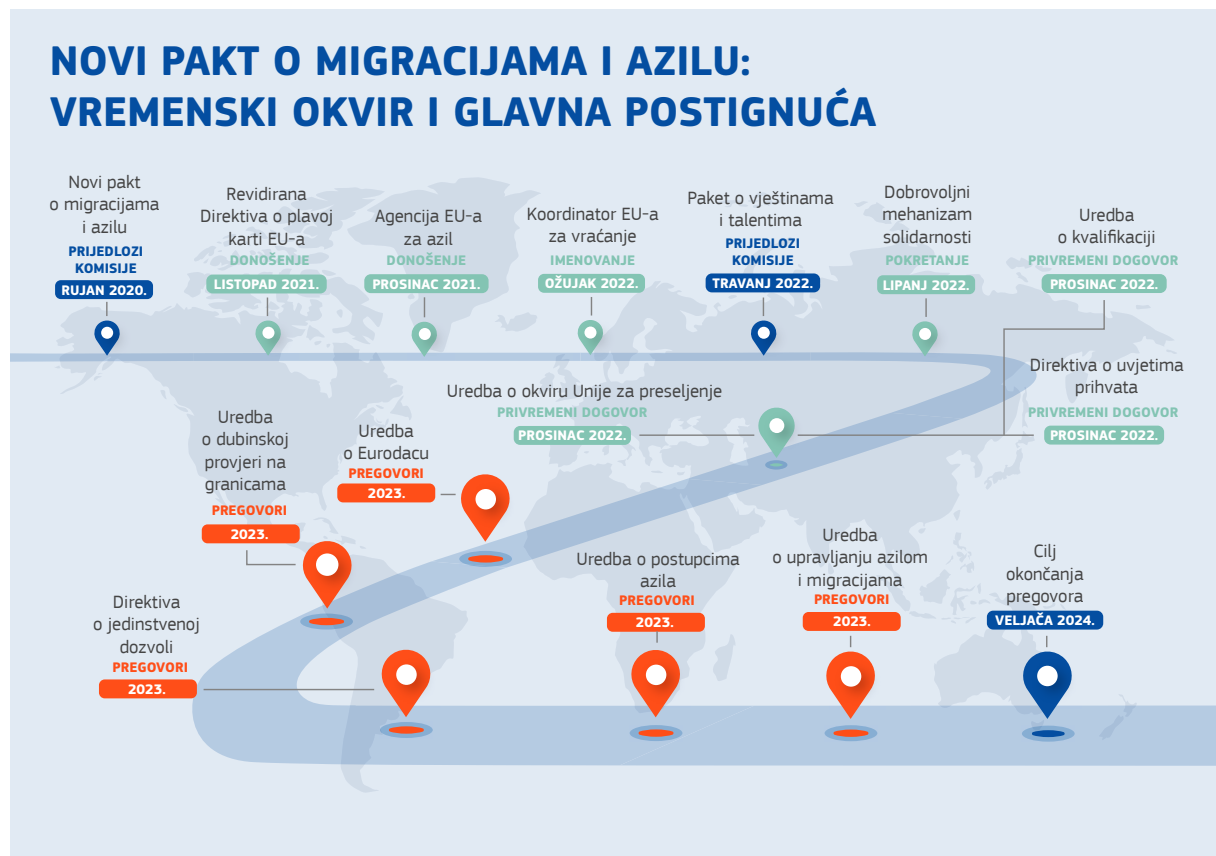 NOVI PAKT O MIGRACIJAMA I AZILU:
VREMENSKI OKVIR I GLAVNA POSTIGNUĆA
Novi pakt
o migracijama
i azilu
PRIJEDLOZI
KOMISIJE
RUJAN 2020.
Revidirana
Direktiva o plavoj
karti EU-a
DONOŠENJE
LISTOPAD 2021.
Agencija EU-a
za azil
DONOŠENJE
PROSINAC 2021.
Koordinator EU-a
za vraćanje
IMENOVANJE
OŽUJAK 2022.
Paket o vještinama
i talentima
PRIJEDLOZI
KOMISIJE
TRAVANJ 2022.
Dobrovoljni
mehanizam
solidarnosti
POKRETANJE
LIPANJ 2022.
Uredba
o kvalifikaciji
PRIVREMENI DOGOVOR
PROSINAC 2022.
Uredba o okviru Unije za preseljenje
PRIVREMENI DOGOVOR
PROSINAC 2022.
Direktiva o uvjetima
prihvata
PRIVREMENI DOGOVOR
PROSINAC 2022.
Uredba
o Eurodacu
PREGOVORI
2023.
Uredba
o dubinskoj
provjeri na
granicama
PREGOVORI
2023.
Direktiva
o jedinstvenoj
dozvoli
PREGOVORI
2023.
Uredba o postupcima
azila
PREGOVORI
2023.
Uredba
o upravljanju azilom
i migracijama
PREGOVORI
2023.
Cilj
okončanja
pregovora
VELJAČA 2024.